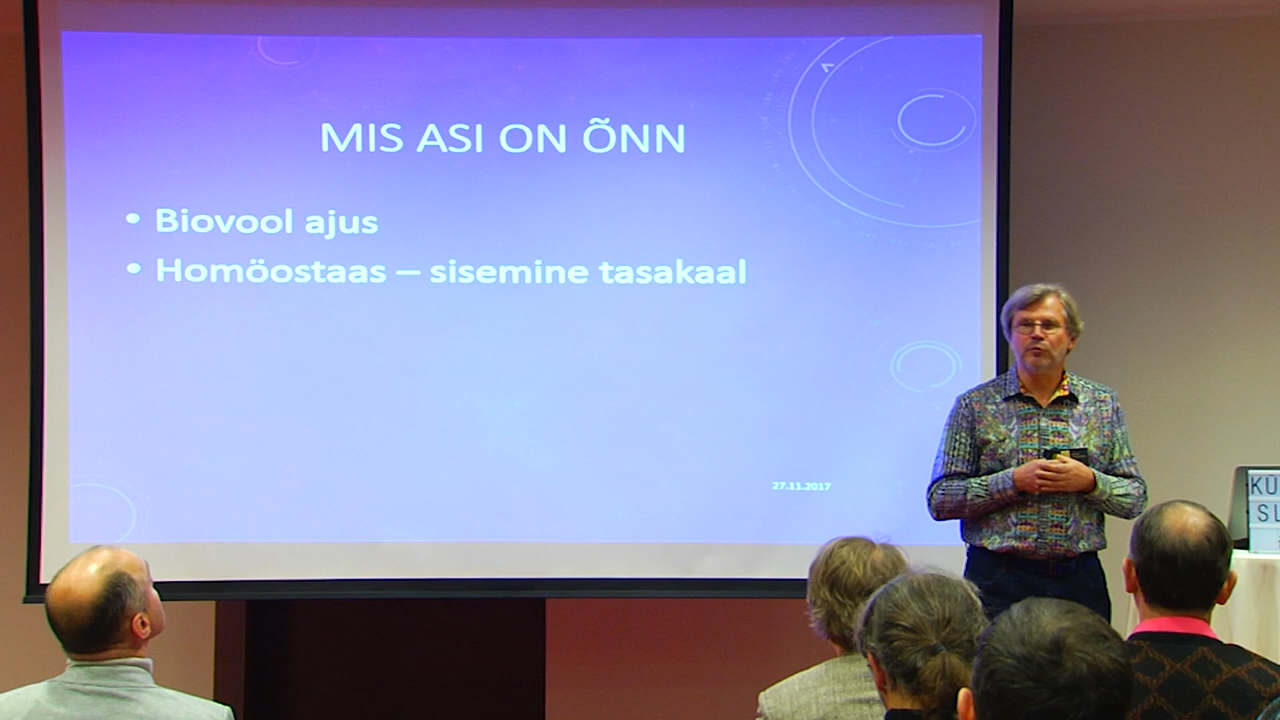 MIS ASI ON ÕNN
• Biovool ajus
• Homöostaas – sisemine tasakaal
27.11.2017